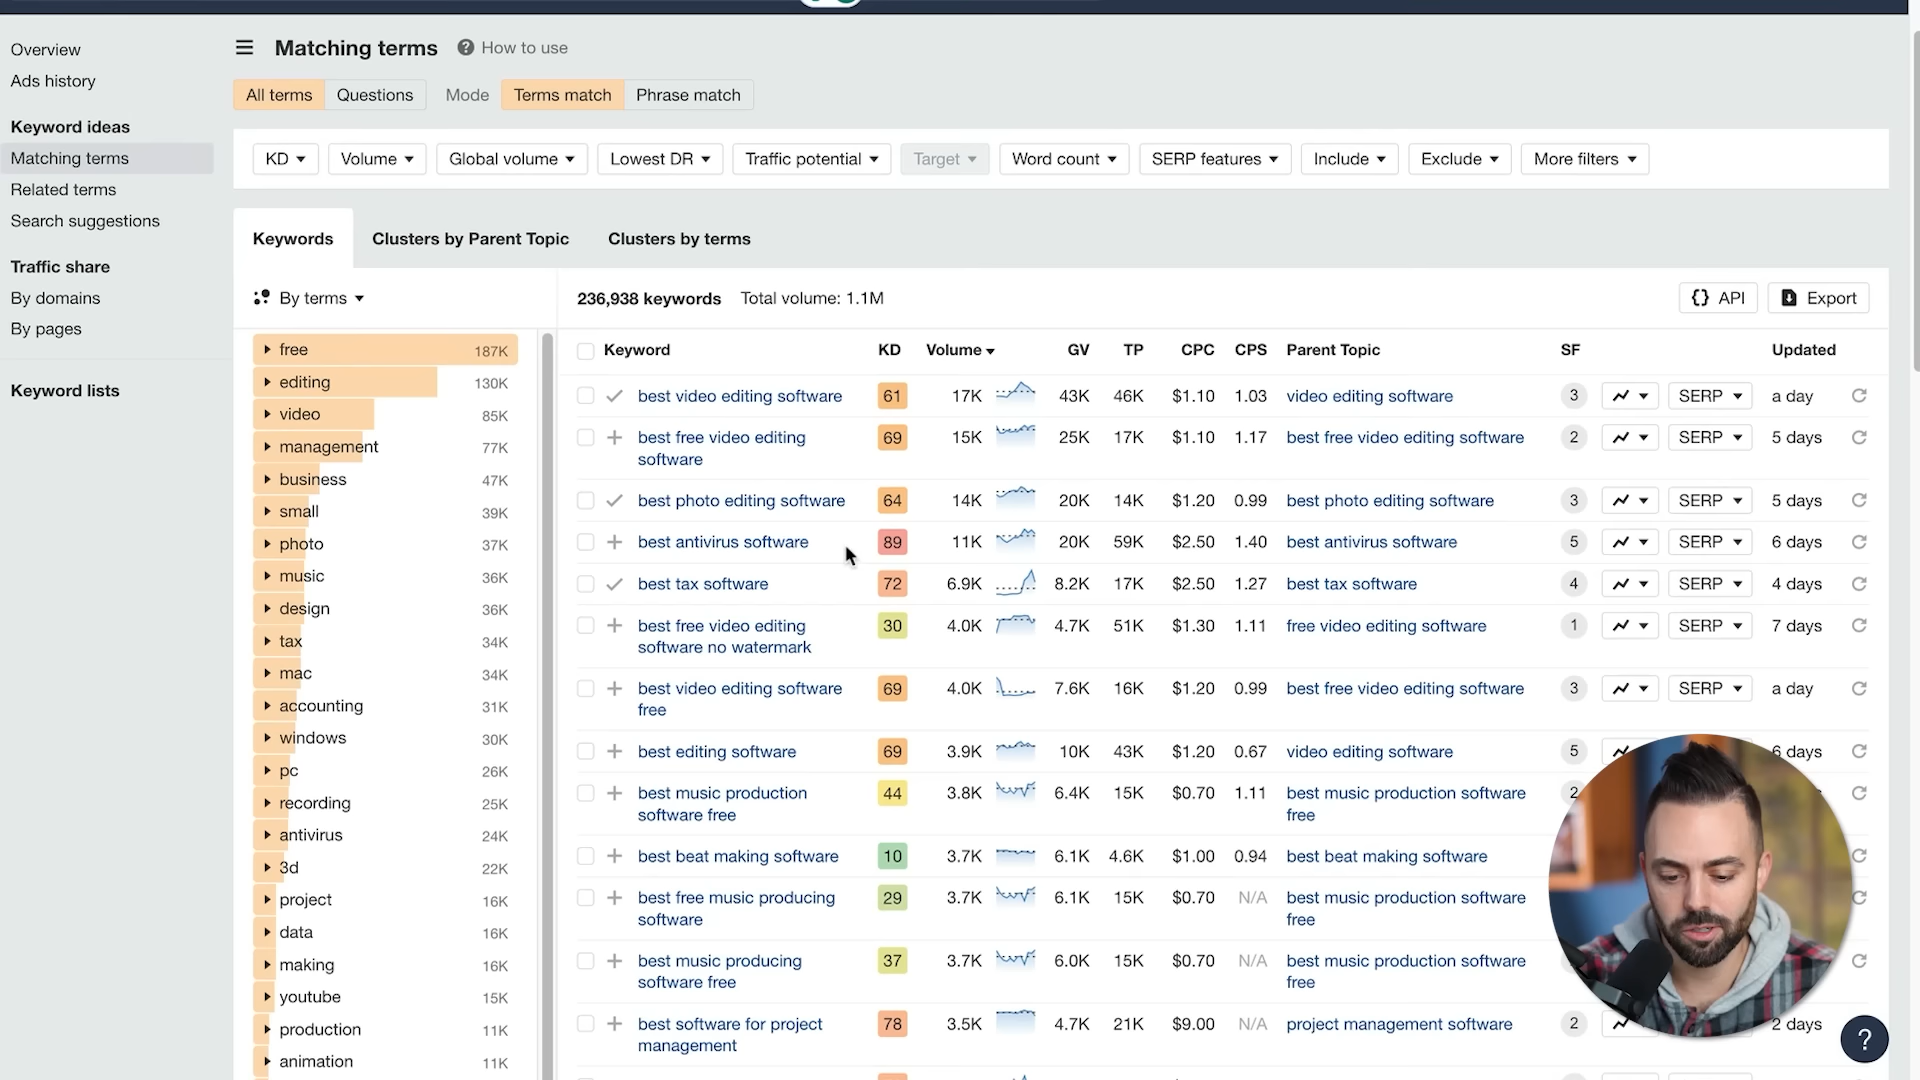 Overview
Ads history
Keyword ideas
Matching terms
Related terms
Search suggestions
Traffic share
By domains
By pages
Keyword lists
Matching terms ? How to use
All terms Questions Mode Terms match Phrase match
KD Volume Global volume Lowest DR Traffic potential Target Word count SERP features Include Exclude More filters
Keywords Clusters by Parent Topic Clusters by terms
By terms
free 187K
editing 130K
video 85K
management 77K
business 47K
small 39K
photo 37K
music 36K
design 36K
tax 34K
mac 34K
accounting 31K
windows 30K
pc 26K
recording 25K
antivirus 24K
3d 22K
project 16K
data 16K
making 16K
youtube 15K
production 11K
animation 11K
236,938 keywords Total volume: 1.1M {} API Export
Keyword KD Volume GV TP CPC CPS Parent Topic SF Updated
best video editing software 61 17K 43K 46K $1.10 1.03 video editing software 3 SERP a day
best free video editing 69 15K 25K 17K $1.10 1.17 best free video editing software 2 SERP 5 days
software
best photo editing software 64 14K 20K 14K $1.20 0.99 best photo editing software 3 SERP 5 days
best antivirus software 89 11K 20K 59K $2.50 1.40 best antivirus software 5 SERP 6 days
best tax software 72 6.9K 8.2K 17K $2.50 1.27 best tax software 4 SERP 4 days
best free video editing 30 4.0K 4.7K 51K $1.30 1.11 free video editing software 1 SERP 7 days
software no watermark
best video editing software 69 4.0K 7.6K 16K $1.20 0.99 best free video editing software 3 SERP a day
free
best editing software 69 3.9K 10K 43K $1.20 0.67 video editing software 5 6 days
best music production 44 3.8K 6.4K 15K $0.70 1.11 best music production software 2
software free free
best beat making software 10 3.7K 6.1K 4.6K $1.00 0.94 best beat making software
best free music producing 29 3.7K 6.1K 15K $0.70 N/A best music production software
software free
best music producing 37 3.7K 6.0K 15K $0.70 N/A best music production software
software free free
best software for project 78 3.5K 4.7K 21K $9.00 N/A project management software 2 2 days
management
?